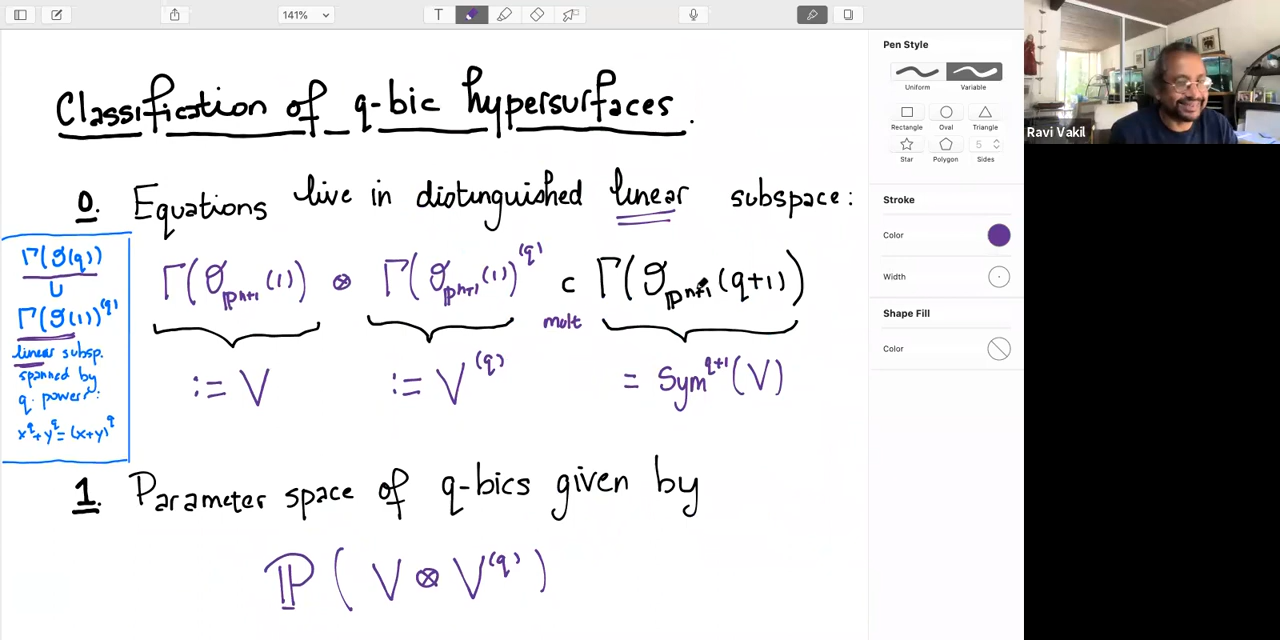 141%
T
Classification of q-bic hypersurfaces.
0. Equations live in distinguished linear subspace:
Γ(O(q))
∪
Γ(O(1))^(q)
linear subsp.
spanned by
q powers:
x^q+y^q=(x+y)^q
Γ(O_ℙ^n+1(1)) ⊗ Γ(O_ℙ^n+1(1))^(q) ⊂ Γ(O_ℙ^n+1(q+1))
mult
:= V := V^(q) = Sym^q+1(V)
1. Parameter space of q-bics given by
ℙ(V ⊗ V^(q))
Pen Style
Uniform Variable
Rectangle Oval Triangle
5
Star Polygon Sides
Stroke
Color
Width
Shape Fill
Color
Ravi Vakil